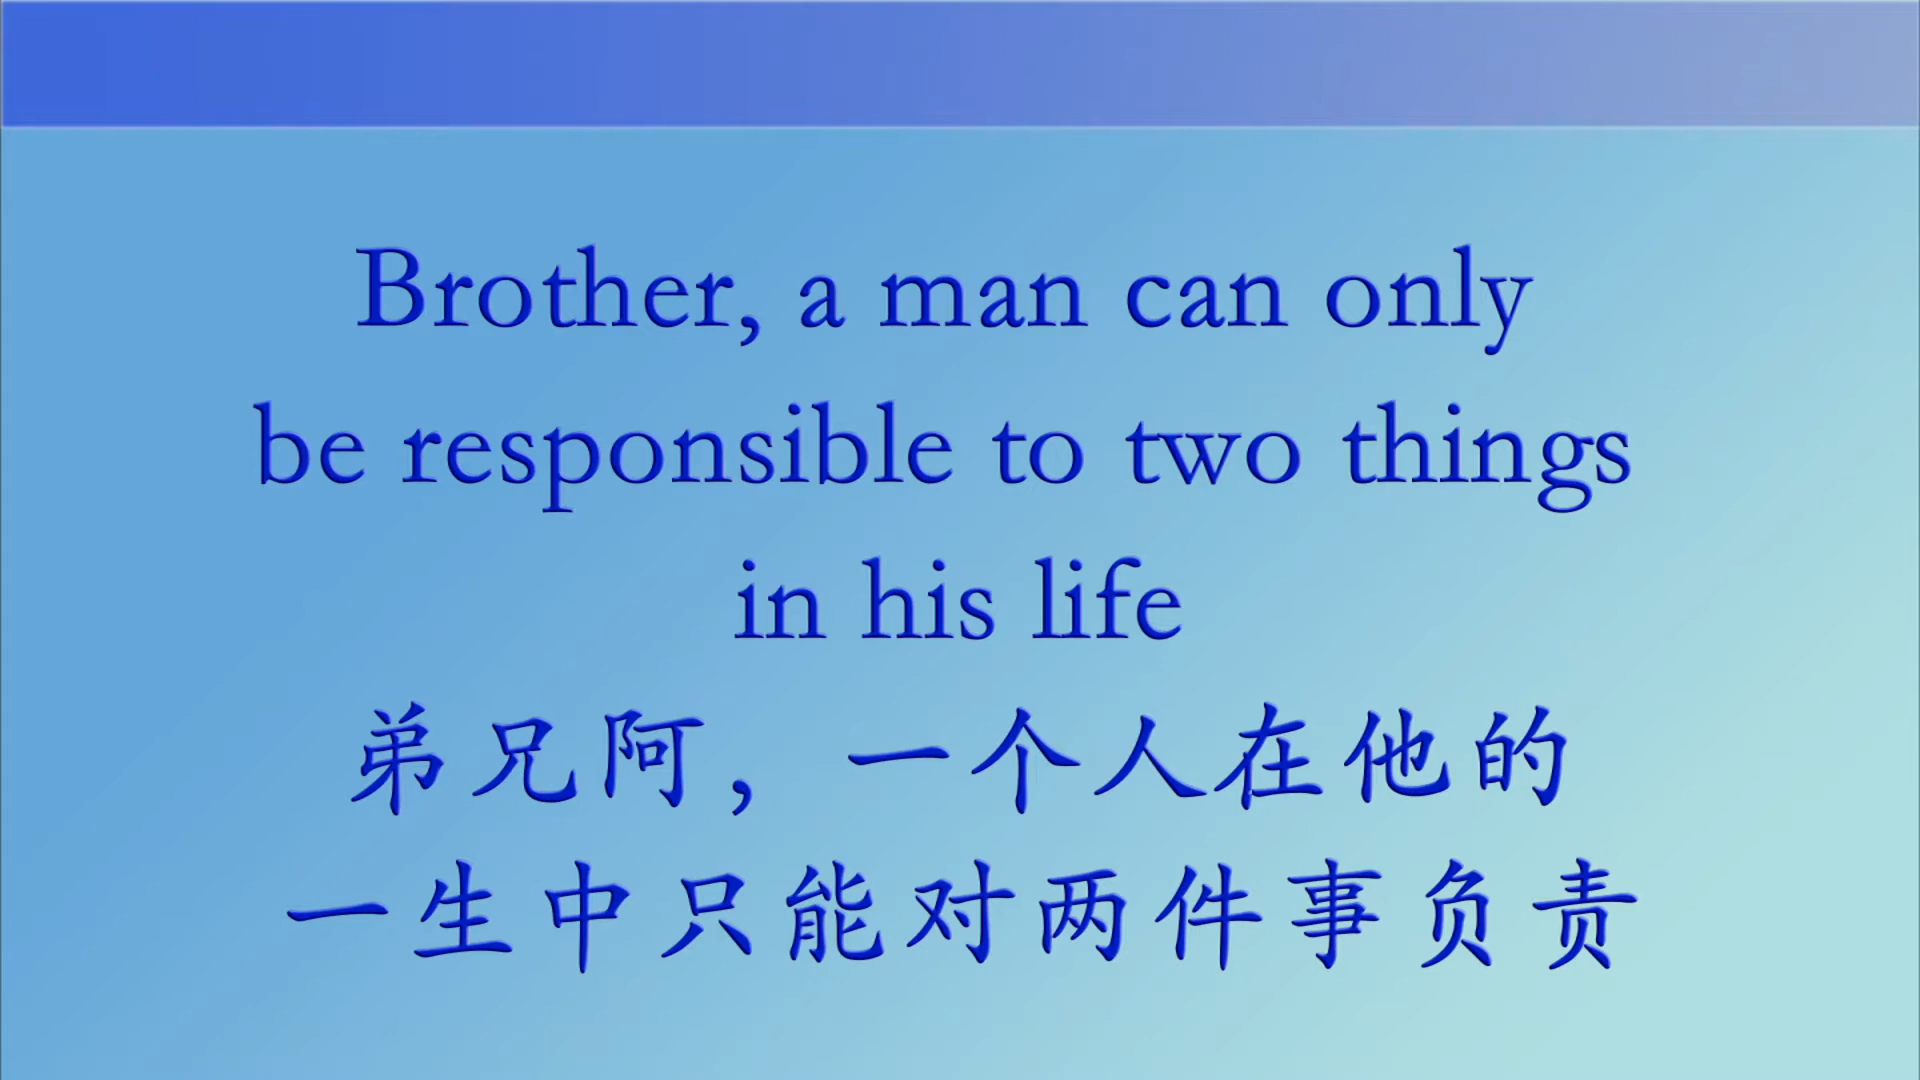 Brother, a man can only
be responsible to two things
in his life
弟兄阿，一个人在他的
一生中只能对两件事负责